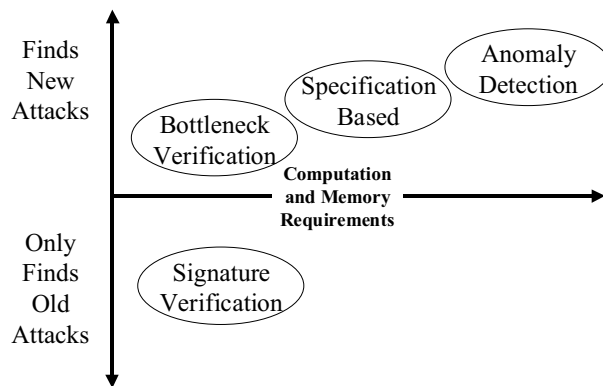 Finds
New
Attacks
Anomaly
Detection
Specification
Based
Bottleneck
Verification
Computation
and Memory
Requirements
Only
Finds
Old
Attacks
Signature
Verification